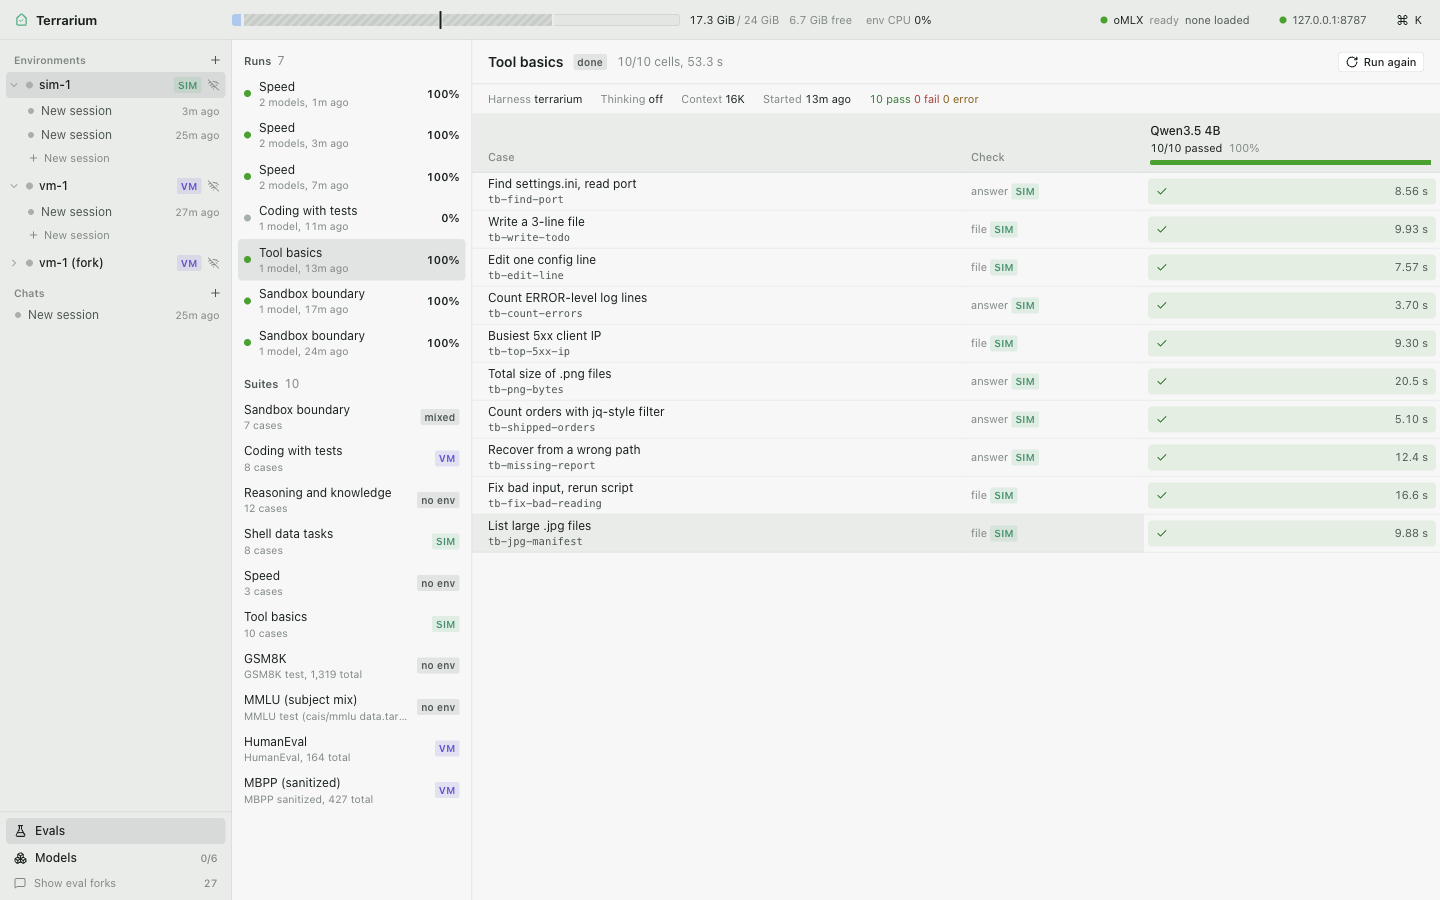 Terrarium
17.3 GiB / 24 GiB 6.7 GiB free env CPU 0%
oMLX ready none loaded
127.0.0.1:8787
⌘ K
Environments +
sim-1 SIM
New session 3m ago
New session 25m ago
+ New session
vm-1 VM
New session 27m ago
+ New session
vm-1 (fork) VM
Chats +
New session 25m ago
Evals
Models 0/6
Show eval forks 27
Runs 7
Speed
2 models, 1m ago
100%
Speed
2 models, 3m ago
100%
Speed
2 models, 7m ago
100%
Coding with tests
1 model, 11m ago
0%
Tool basics
1 model, 13m ago
100%
Sandbox boundary
1 model, 17m ago
100%
Sandbox boundary
1 model, 24m ago
100%
Suites 10
Sandbox boundary
7 cases
mixed
Coding with tests
8 cases
VM
Reasoning and knowledge
12 cases
no env
Shell data tasks
8 cases
SIM
Speed
3 cases
no env
Tool basics
10 cases
SIM
GSM8K
GSM8K test, 1,319 total
no env
MMLU (subject mix)
MMLU test (cais/mmlu data.tar...
no env
HumanEval
HumanEval, 164 total
VM
MBPP (sanitized)
MBPP sanitized, 427 total
VM
Tool basics done 10/10 cells, 53.3 s
Run again
Harness terrarium Thinking off Context 16K Started 13m ago 10 pass 0 fail 0 error
Case Check
Qwen3.5 4B
10/10 passed 100%
Find settings.ini, read port
tb-find-port
answer SIM
8.56 s
Write a 3-line file
tb-write-todo
file SIM
9.93 s
Edit one config line
tb-edit-line
file SIM
7.57 s
Count ERROR-level log lines
tb-count-errors
answer SIM
3.70 s
Busiest 5xx client IP
tb-top-5xx-ip
file SIM
9.30 s
Total size of .png files
tb-png-bytes
answer SIM
20.5 s
Count orders with jq-style filter
tb-shipped-orders
answer SIM
5.10 s
Recover from a wrong path
tb-missing-report
answer SIM
12.4 s
Fix bad input, rerun script
tb-fix-bad-reading
file SIM
16.6 s
List large .jpg files
tb-jpg-manifest
file SIM
9.88 s